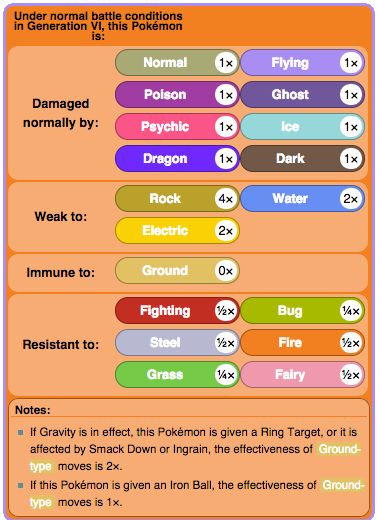 Under normal battle conditions
in Generation VI, this Pokémon
is:
Damaged
normally by:
Normal 1× Flying 1×
Poison 1× Ghost 1×
Psychic 1× Ice 1×
Dragon 1× Dark 1×
Weak to:
Rock 4× Water 2×
Electric 2×
Immune to:
Ground 0×
Resistant to:
Fighting ½× Bug ¼×
Steel ½× Fire ½×
Grass ¼× Fairy ½×
Notes:
If Gravity is in effect, this Pokémon is given a Ring Target, or it is
affected by Smack Down or Ingrain, the effectiveness of Ground-
type moves is 2×.
If this Pokémon is given an Iron Ball, the effectiveness of Ground-
type moves is 1×.